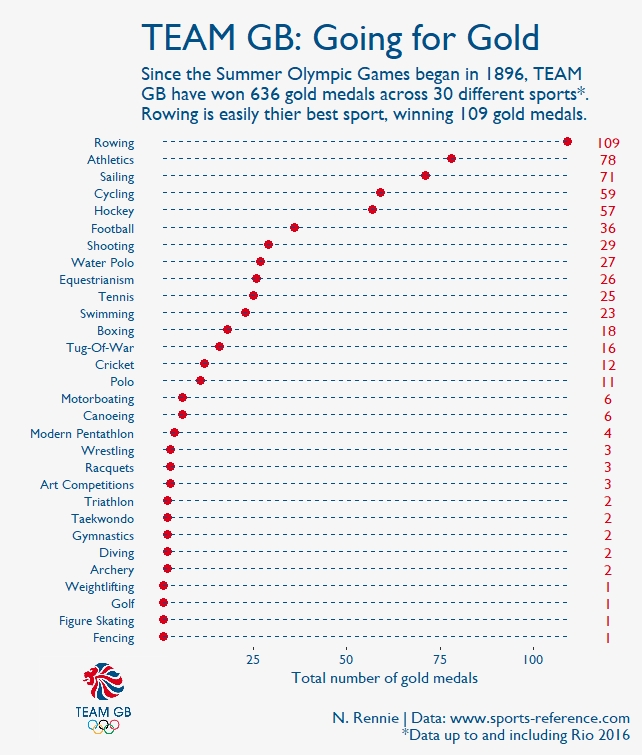 TEAM GB: Going for Gold
Since the Summer Olympic Games began in 1896, TEAM
GB have won 636 gold medals across 30 different sports*.
Rowing is easily thier best sport, winning 109 gold medals.
Rowing 109
Athletics 78
Sailing 71
Cycling 59
Hockey 57
Football 36
Shooting 29
Water Polo 27
Equestrianism 26
Tennis 25
Swimming 23
Boxing 18
Tug-Of-War 16
Cricket 12
Polo 11
Motorboating 6
Canoeing 6
Modern Pentathlon 4
Wrestling 3
Racquets 3
Art Competitions 3
Triathlon 2
Taekwondo 2
Gymnastics 2
Diving 2
Archery 2
Weightlifting 1
Golf 1
Figure Skating 1
Fencing 1
25 50 75 100
Total number of gold medals
TEAM GB
N. Rennie | Data: www.sports-reference.com
*Data up to and including Rio 2016